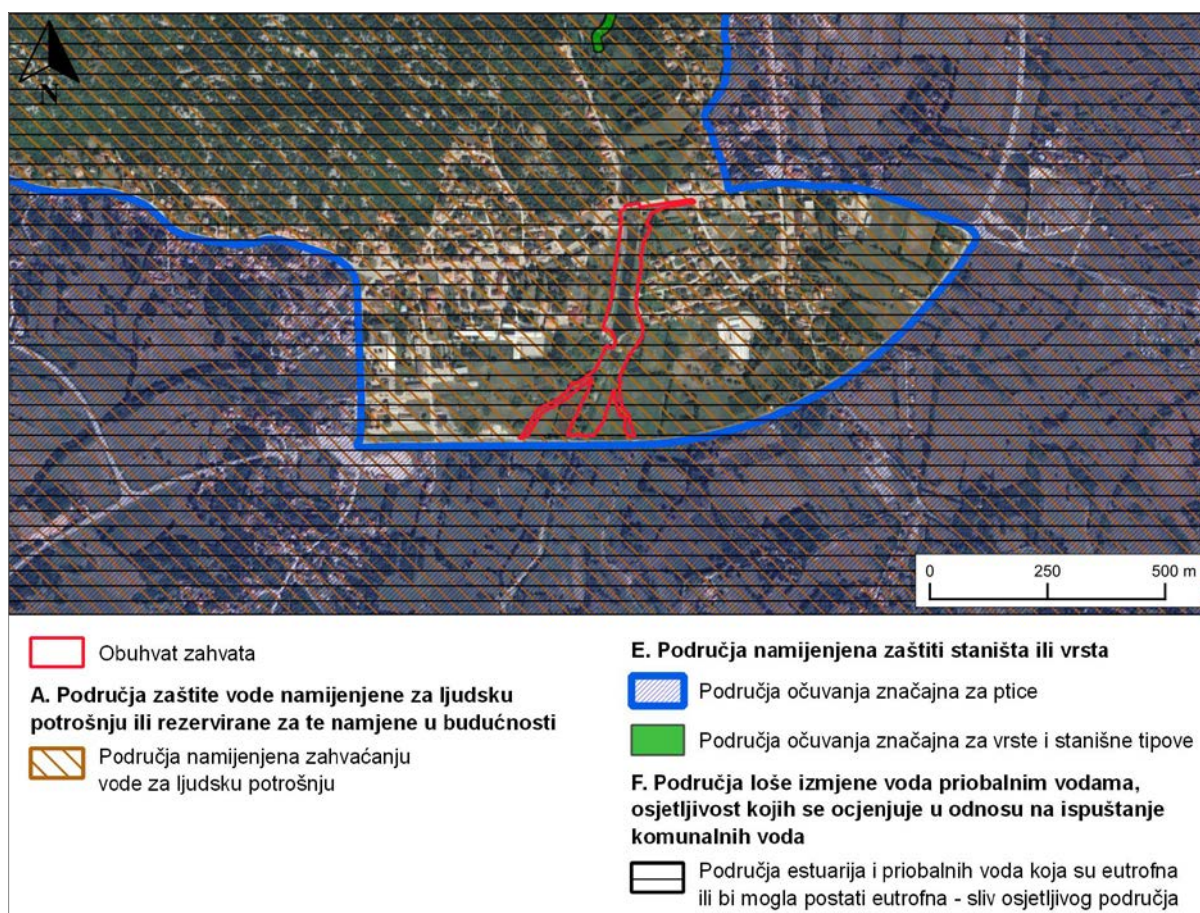 N
0 250 500 m
Obuhvat zahvata
A. Područja zaštite vode namijenjene za ljudsku
potrošnju ili rezervirane za te namjene u budućnosti
Područja namijenjena zahvaćanju
vode za ljudsku potrošnju
E. Područja namijenjena zaštiti staništa ili vrsta
Područja očuvanja značajna za ptice
Područja očuvanja značajna za vrste i stanišne tipove
F. Područja loše izmjene voda priobalnim vodama,
osjetljivost kojih se ocjenjuje u odnosu na ispuštanje
komunalnih voda
Područja estuarija i priobalnih voda koja su eutrofna
ili bi mogla postati eutrofna - sliv osjetljivog područja